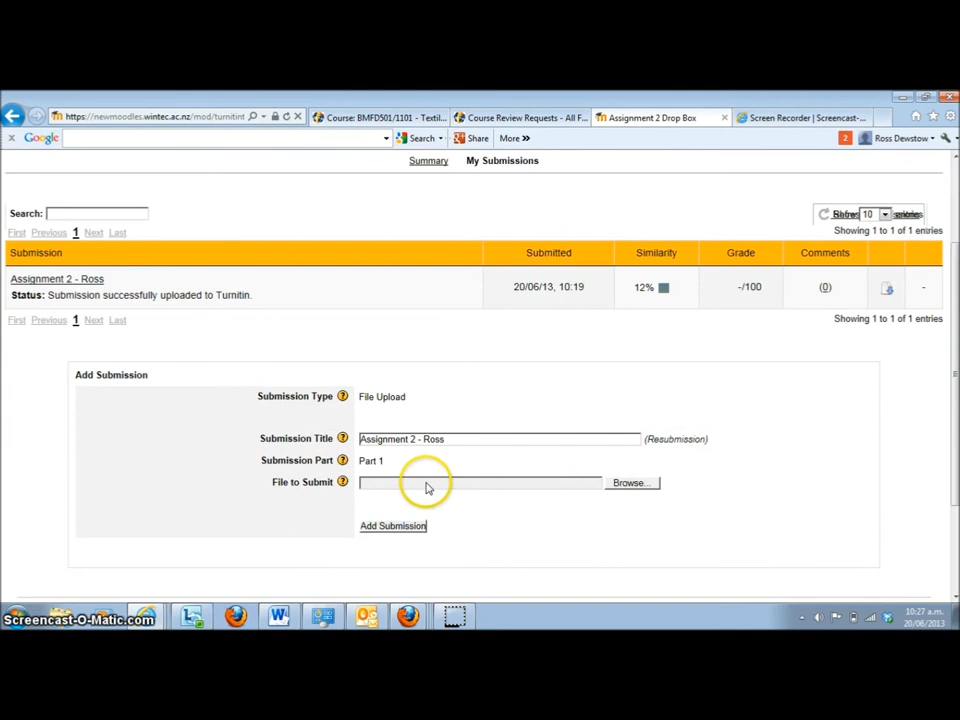 https://newmoodles.wintec.ac.nz/mod/turnitint
Course: BMFD501/1101 - Textil...
Course Review Requests - All F...
Assignment 2 Drop Box
Screen Recorder | Screencast-...
Google Search Share More »
2 Ross Dewstow
Summary My Submissions
Search:
10
First Previous 1 Next Last
Showing 1 to 1 of 1 entries
Submission Submitted Similarity Grade Comments
Assignment 2 - Ross
Status: Submission successfully uploaded to Turnitin.
20/06/13, 10:19 12% -/100 (0) -
First Previous 1 Next Last
Showing 1 to 1 of 1 entries
Add Submission
Submission Type ? File Upload
Submission Title ? Assignment 2 - Ross (Resubmission)
Submission Part ? Part 1
File to Submit ? Browse...
Add Submission
Screencast-O-Matic.com
10:27 a.m.
20/06/2013